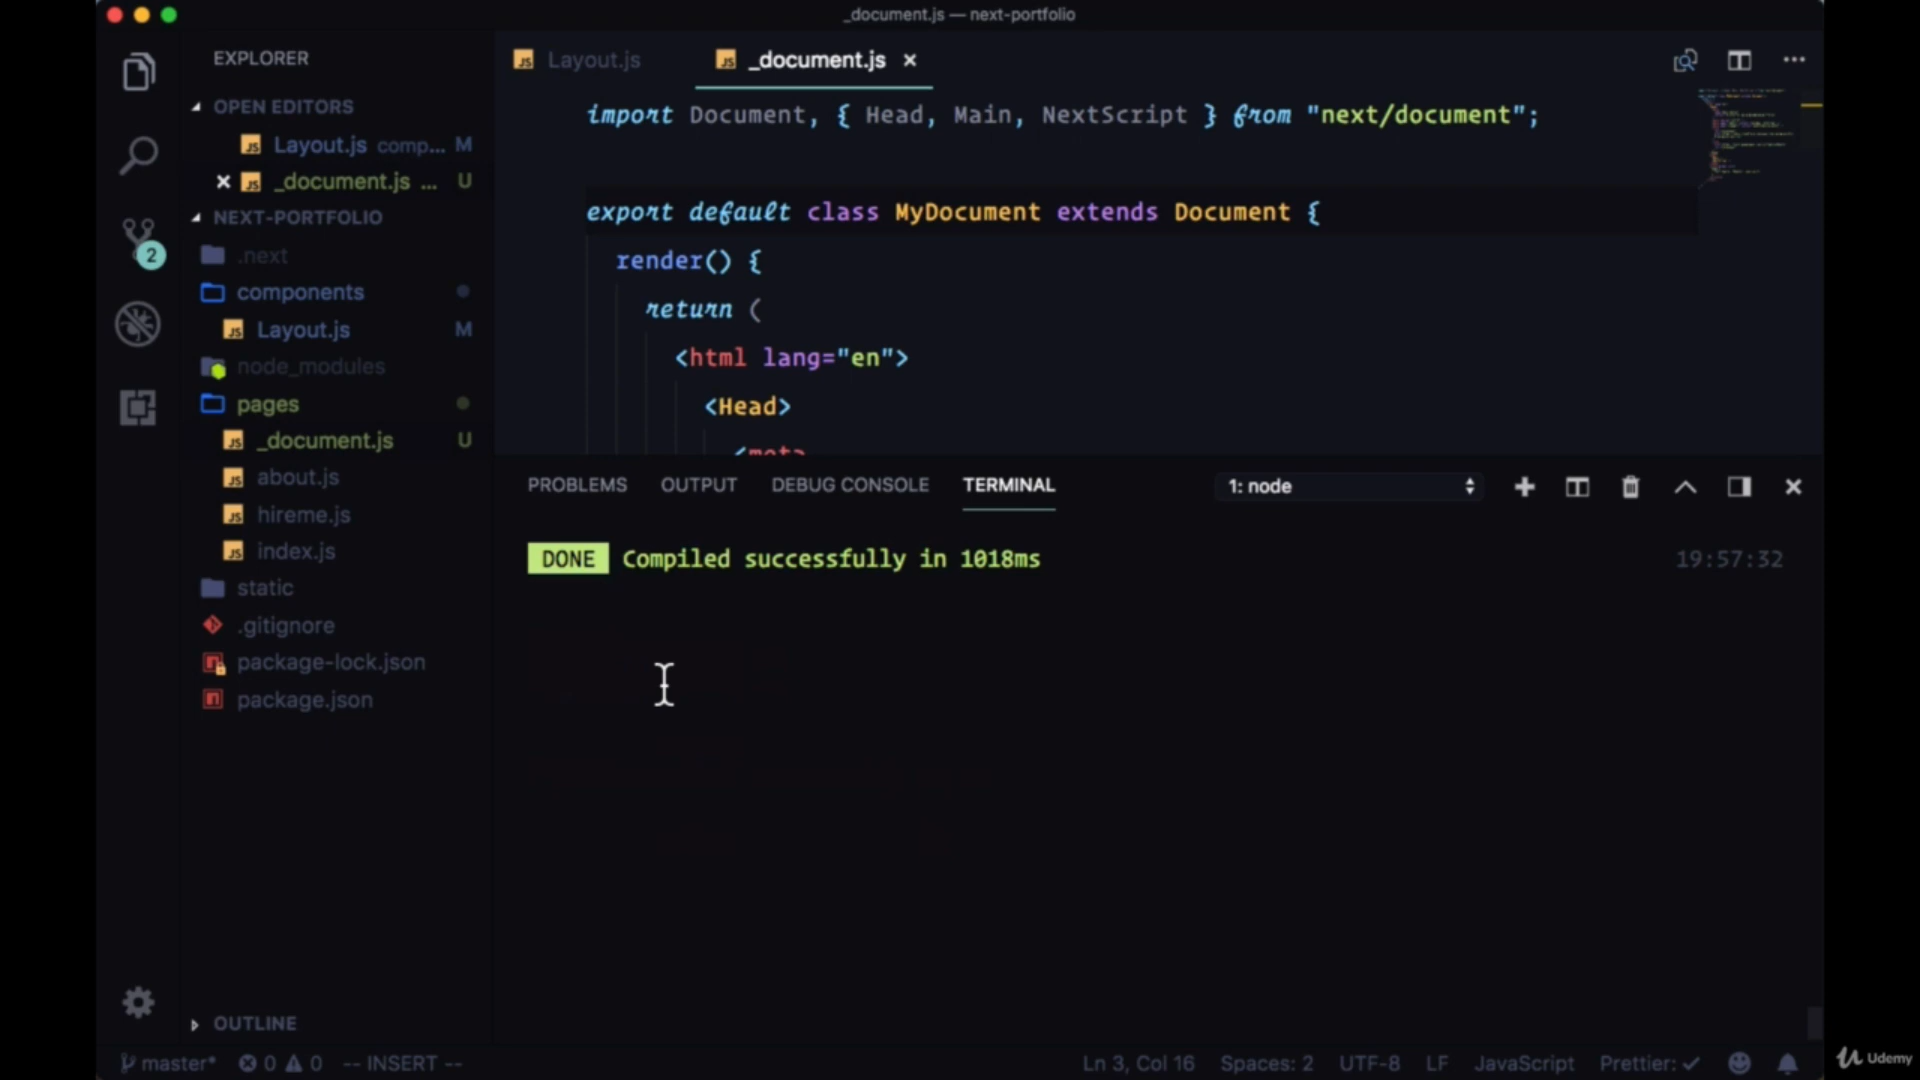 _document.js — next-portfolio
EXPLORER
OPEN EDITORS
Layout.js comp... M
_document.js ... U
NEXT-PORTFOLIO
.next
components
Layout.js M
node_modules
pages
_document.js U
about.js
hireme.js
index.js
static
.gitignore
package-lock.json
package.json
OUTLINE
2
Layout.js
_document.js
import Document, { Head, Main, NextScript } from "next/document";
export default class MyDocument extends Document {
render() {
return (
<html lang="en">
<Head>
<meta
PROBLEMS OUTPUT DEBUG CONSOLE TERMINAL 1: node
DONE Compiled successfully in 1018ms 19:57:32
master* 0 0 -- INSERT -- Ln 3, Col 16 Spaces: 2 UTF-8 LF JavaScript Prettier: ✓
Udemy